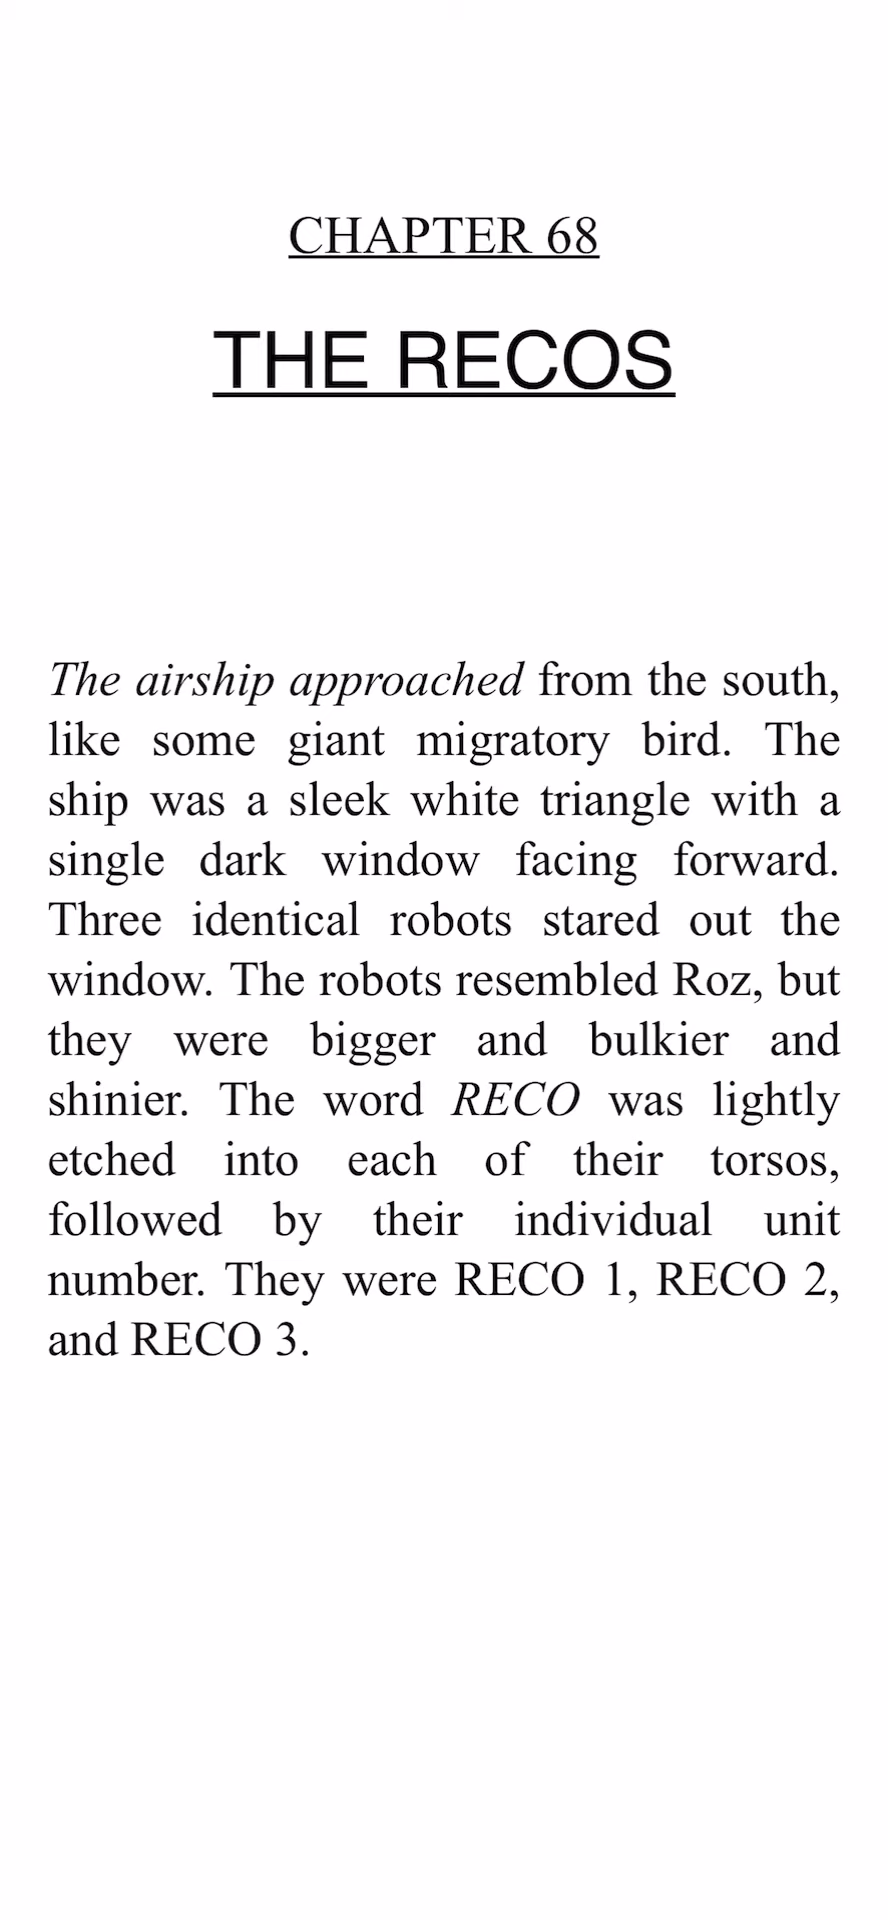 CHAPTER 68
THE RECOS
The airship approached from the south,
like some giant migratory bird. The
ship was a sleek white triangle with a
single dark window facing forward.
Three identical robots stared out the
window. The robots resembled Roz, but
they were bigger and bulkier and
shinier. The word RECO was lightly
etched into each of their torsos,
followed by their individual unit
number. They were RECO 1, RECO 2,
and RECO 3.